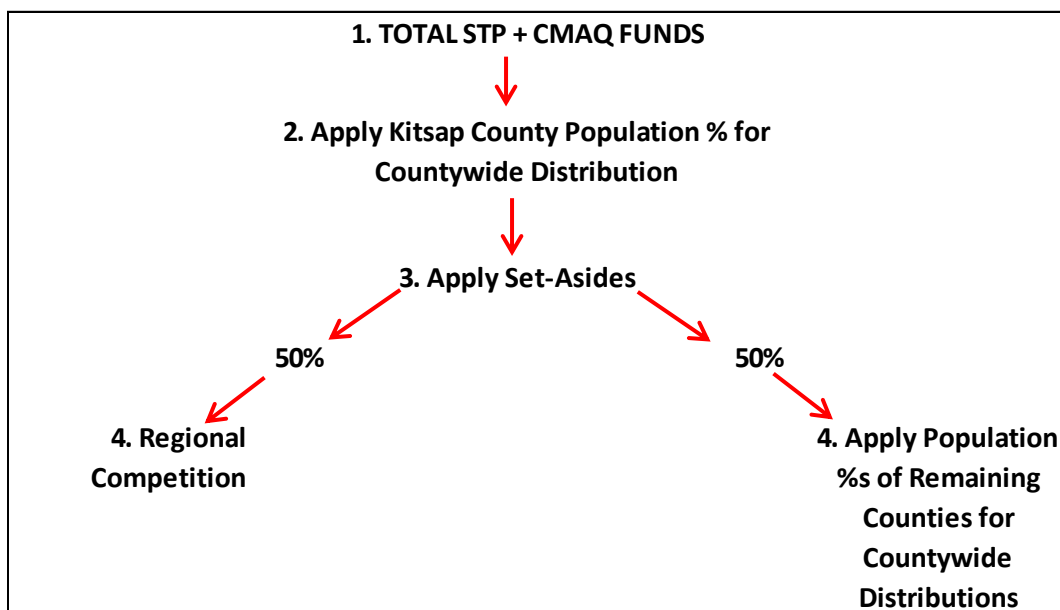 1. TOTAL STP + CMAQ FUNDS
2. Apply Kitsap County Population % for
Countywide Distribution
3. Apply Set-Asides
50%
50%
4. Regional
Competition
4. Apply Population
%s of Remaining
Counties for
Countywide
Distributions